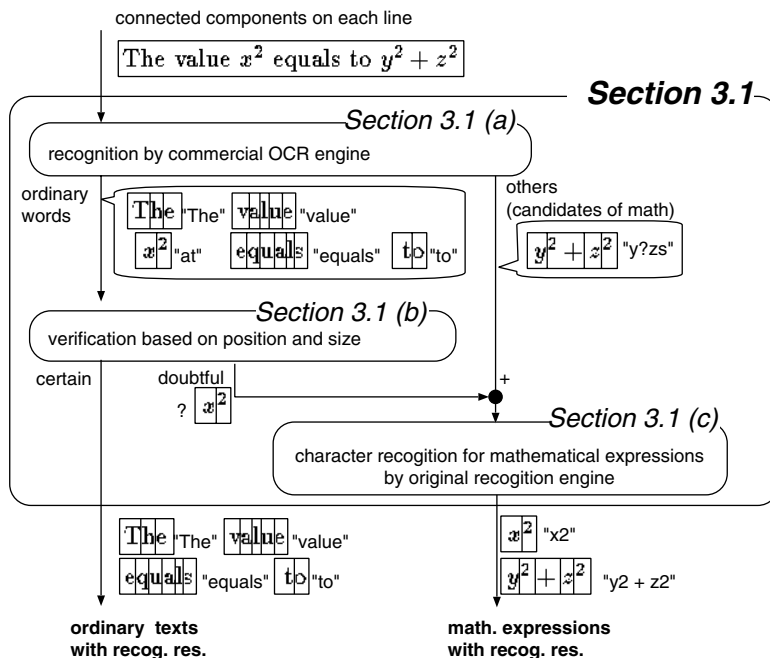 connected components on each line
The value x² equals to y² + z²
Section 3.1
Section 3.1 (a)
recognition by commercial OCR engine
ordinary
words
The "The" value "value"
x² "at" equals "equals" to "to"
others
(candidates of math)
y² + z² "y?zs"
Section 3.1 (b)
verification based on position and size
certain
doubtful
? x²
+
Section 3.1 (c)
character recogition for mathematical expressions
by original recogition engine
The "The" value "value"
equals "equals" to "to"
x² "x2"
y² + z² "y2 + z2"
ordinary texts
with recog. res.
math. expressions
with recog. res.